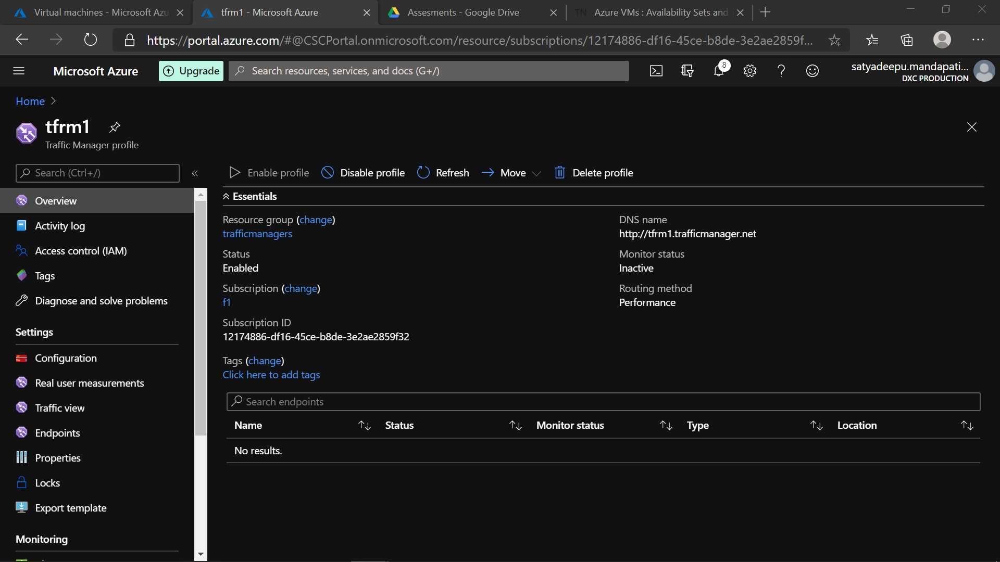 Virtual machines - Microsoft Azu
tfrm1 - Microsoft Azure
Assesments - Google Drive
TN Azure VMs : Availability Sets and
https://portal.azure.com/#@CSCPortal.onmicrosoft.com/resource/subscriptions/12174886-df16-45ce-b8de-3e2ae2859f...
Microsoft Azure
Upgrade
Search resources, services, and docs (G+/)
8
satyadeepu.mandapati...
DXC PRODUCTION
Home
tfrm1
Traffic Manager profile
Search (Ctrl+/)
Overview
Activity log
Access control (IAM)
Tags
Diagnose and solve problems
Settings
Configuration
Real user measurements
Traffic view
Endpoints
Properties
Locks
Export template
Monitoring
Enable profile
Disable profile
Refresh
Move
Delete profile
Essentials
Resource group (change)
trafficmanagers
Status
Enabled
Subscription (change)
f1
Subscription ID
12174886-df16-45ce-b8de-3e2ae2859f32
Tags (change)
Click here to add tags
DNS name
http://tfrm1.trafficmanager.net
Monitor status
Inactive
Routing method
Performance
Search endpoints
Name Status Monitor status Type Location
No results.